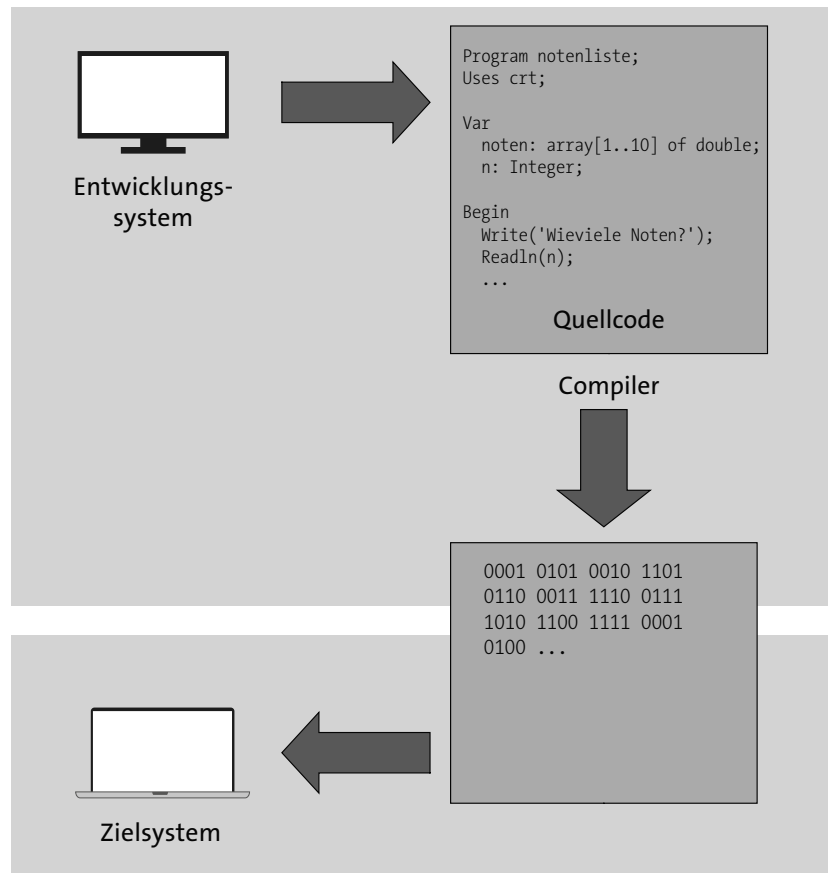 Entwicklungs-
system
Program notenliste;
Uses crt;
Var
noten: array[1..10] of double;
n: Integer;
Begin
Write('Wieviele Noten?');
Readln(n);
...
Quellcode
Compiler
0001 0101 0010 1101
0110 0011 1110 0111
1010 1100 1111 0001
0100 ...
Zielsystem